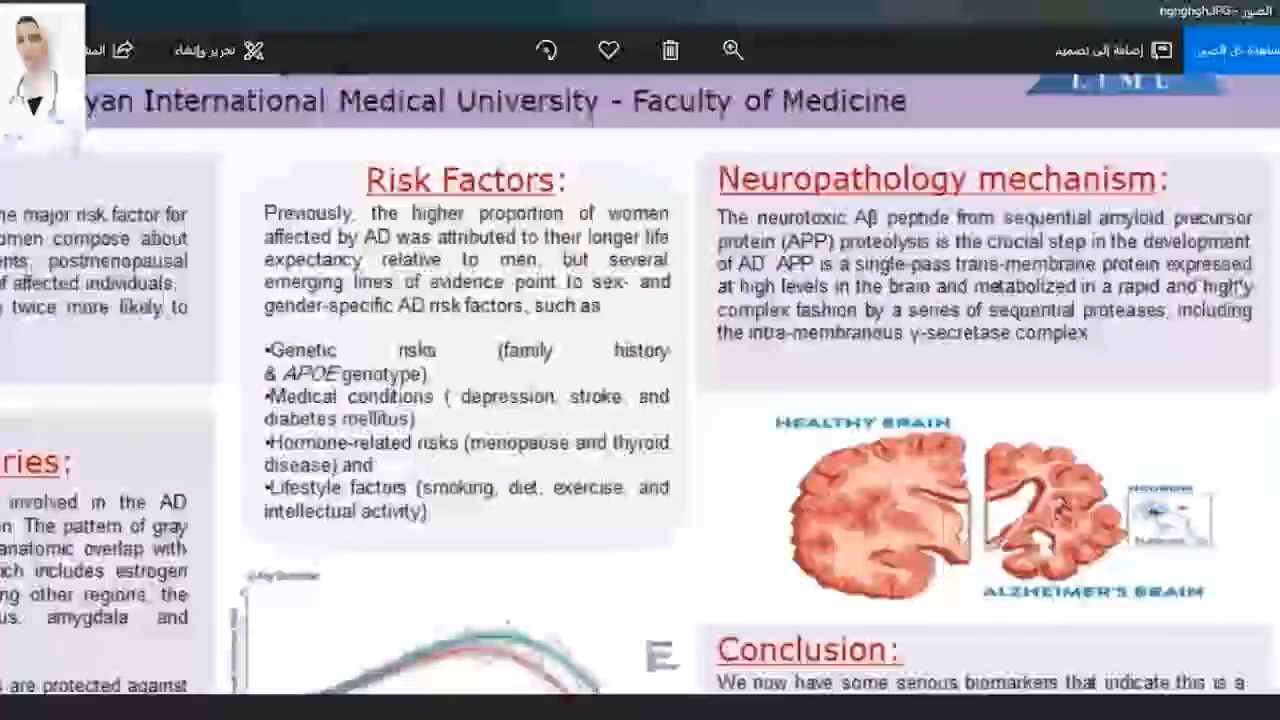 الصور - ngnghgh.JPG
مشاهدة كل الصور
إضافة إلى تصميم
تحرير وإنشاء
yan International Medical University - Faculty of Medicine
L I M U
he major risk factor for
omen compose about
ents, postmenopausal
f affected individuals,
twice more likely to
ries:
involved in the AD
n. The pattern of gray
anatomic overlap with
ich includes estrogen
ng other regions, the
us, amygdala and
s are protected against
Risk Factors:
Previously, the higher proportion of women
affected by AD was attributed to their longer life
expectancy relative to men, but several
emerging lines of evidence point to sex- and
gender-specific AD risk factors, such as
•Genetic risks (family history
& APOE genotype)
•Medical conditions ( depression, stroke, and
diabetes mellitus)
•Hormone-related risks (menopause and thyroid
disease) and
•Lifestyle factors (smoking, diet, exercise, and
intellectual activity)
E
Neuropathology mechanism:
The neurotoxic Aβ peptide from sequential amyloid precursor
protein (APP) proteolysis is the crucial step in the development
of AD. APP is a single-pass trans-membrane protein expressed
at high levels in the brain and metabolized in a rapid and highly
complex fashion by a series of sequential proteases, including
the intra-membranous γ-secretase complex
HEALTHY BRAIN
ALZHEIMER'S BRAIN
Conclusion:
We now have some serious biomarkers that indicate this is a